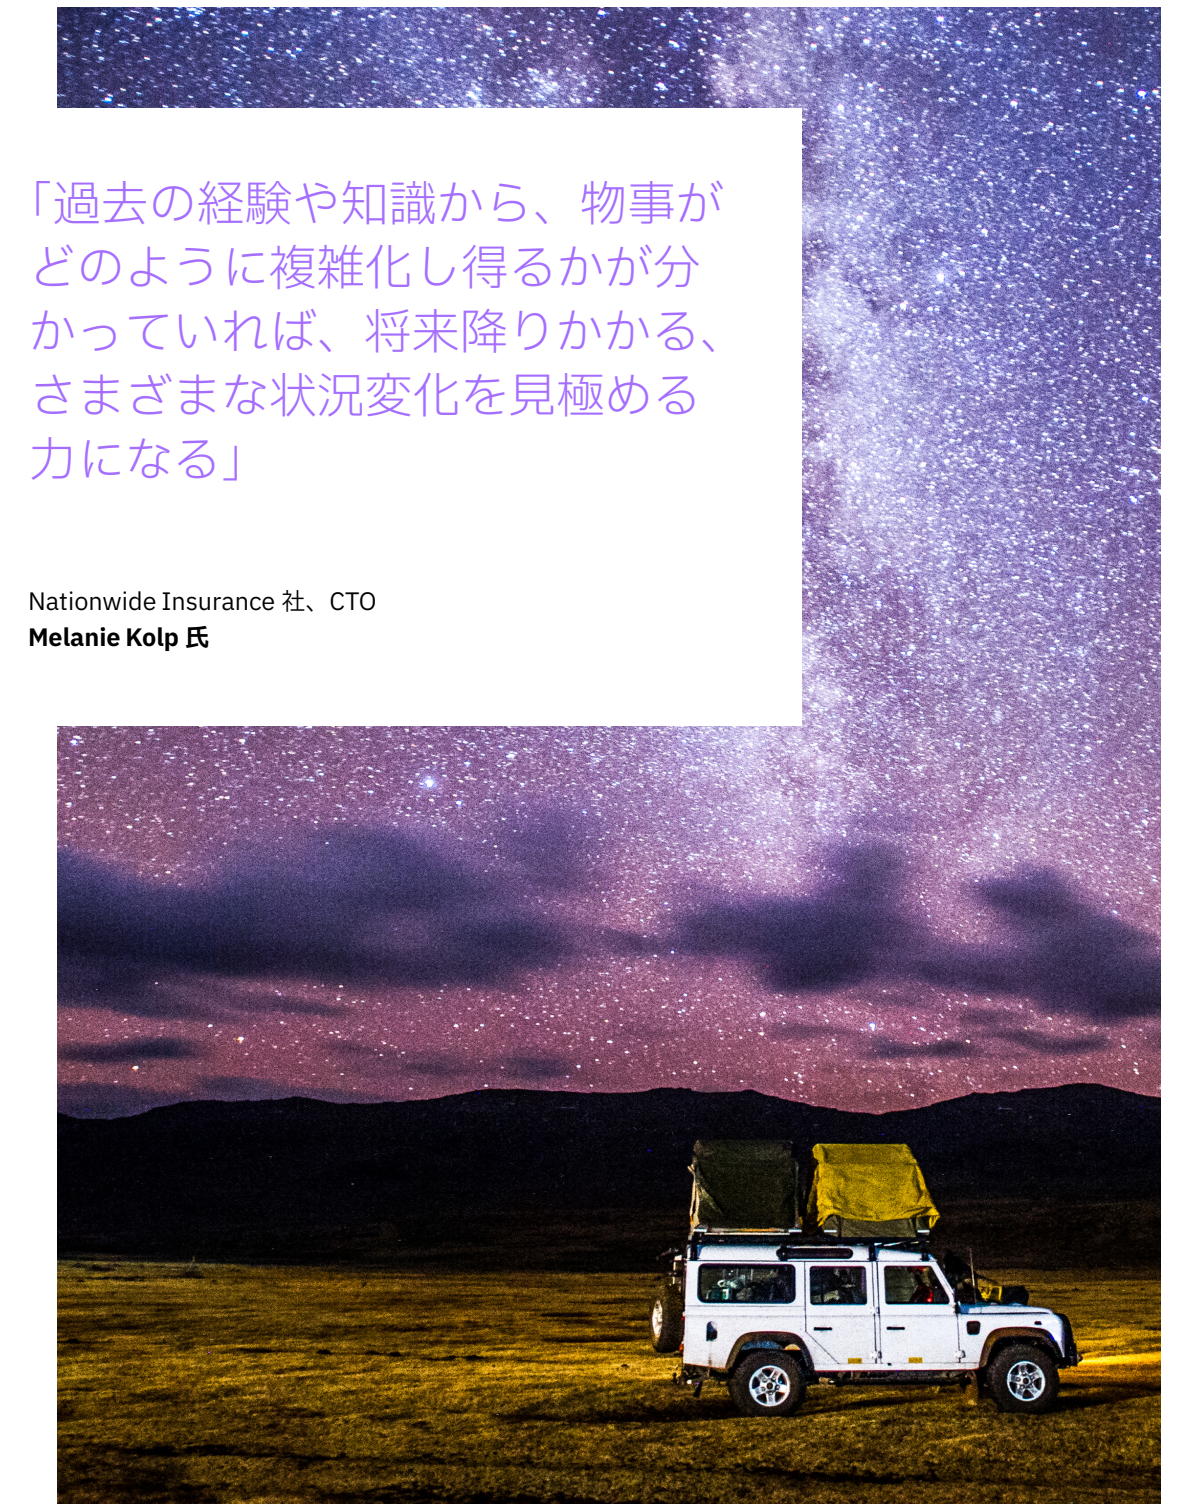 「過去の経験や知識から、物事が
どのように複雑化し得るかが分
かっていれば、将来降りかかる、
さまざまな状況変化を見極める
力になる」
Nationwide Insurance 社、CTO
Melanie Kolp 氏